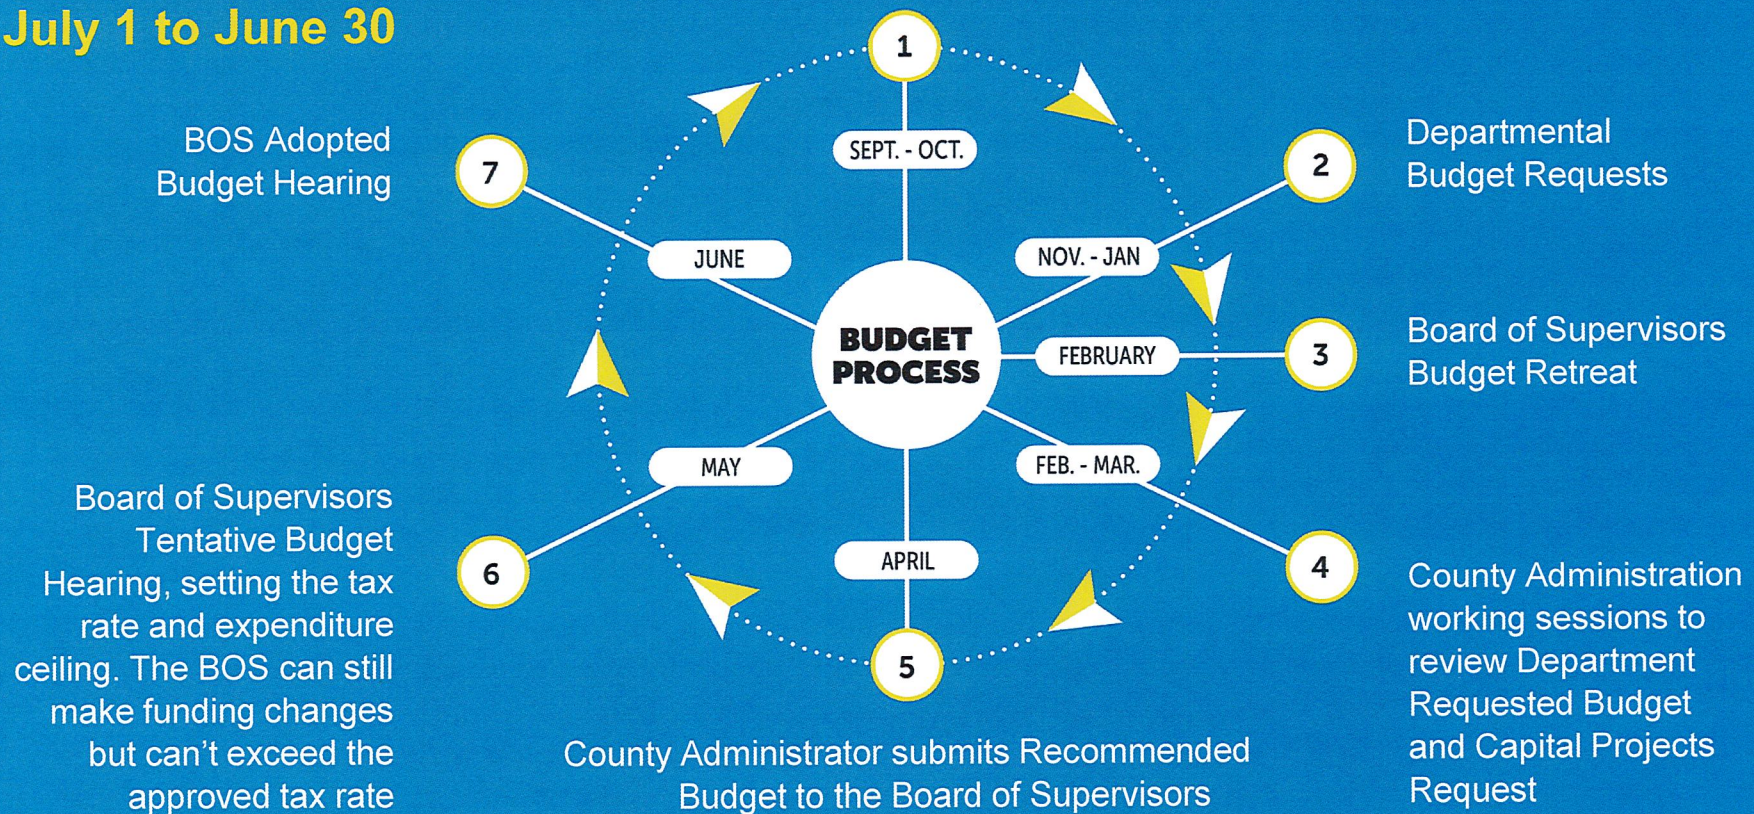 July 1 to June 30
1
SEPT. - OCT.
2
NOV. - JAN
Departmental
Budget Requests
3
FEBRUARY
Board of Supervisors
Budget Retreat
4
FEB. - MAR.
County Administration
working sessions to
review Department
Requested Budget
and Capital Projects
Request
5
APRIL
County Administrator submits Recommended
Budget to the Board of Supervisors
6
MAY
Board of Supervisors
Tentative Budget
Hearing, setting the tax
rate and expenditure
ceiling. The BOS can still
make funding changes
but can't exceed the
approved tax rate
7
JUNE
BOS Adopted
Budget Hearing
BUDGET
PROCESS